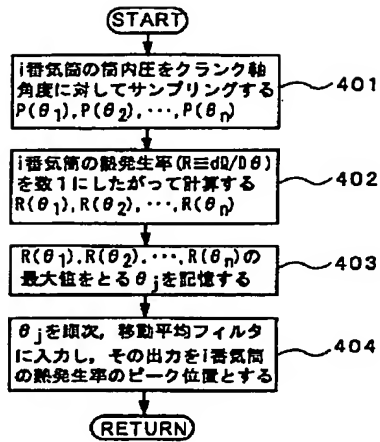 START
i番気筒の筒内圧をクランク軸
角度に対してサンプリングする
P(θ1), P(θ2), ･･･, P(θn)
401
i番気筒の熱発生率(R≡dQ/Dθ)
を数1にしたがって計算する
R(θ1), R(θ2), ･･･, R(θn)
402
R(θ1), R(θ2), ･･･, R(θn)の
最大値をとるθjを記憶する
403
θjを順次，移動平均フィルタ
に入力し，その出力をi番気筒
の熱発生率のピーク位置とする
404
RETURN